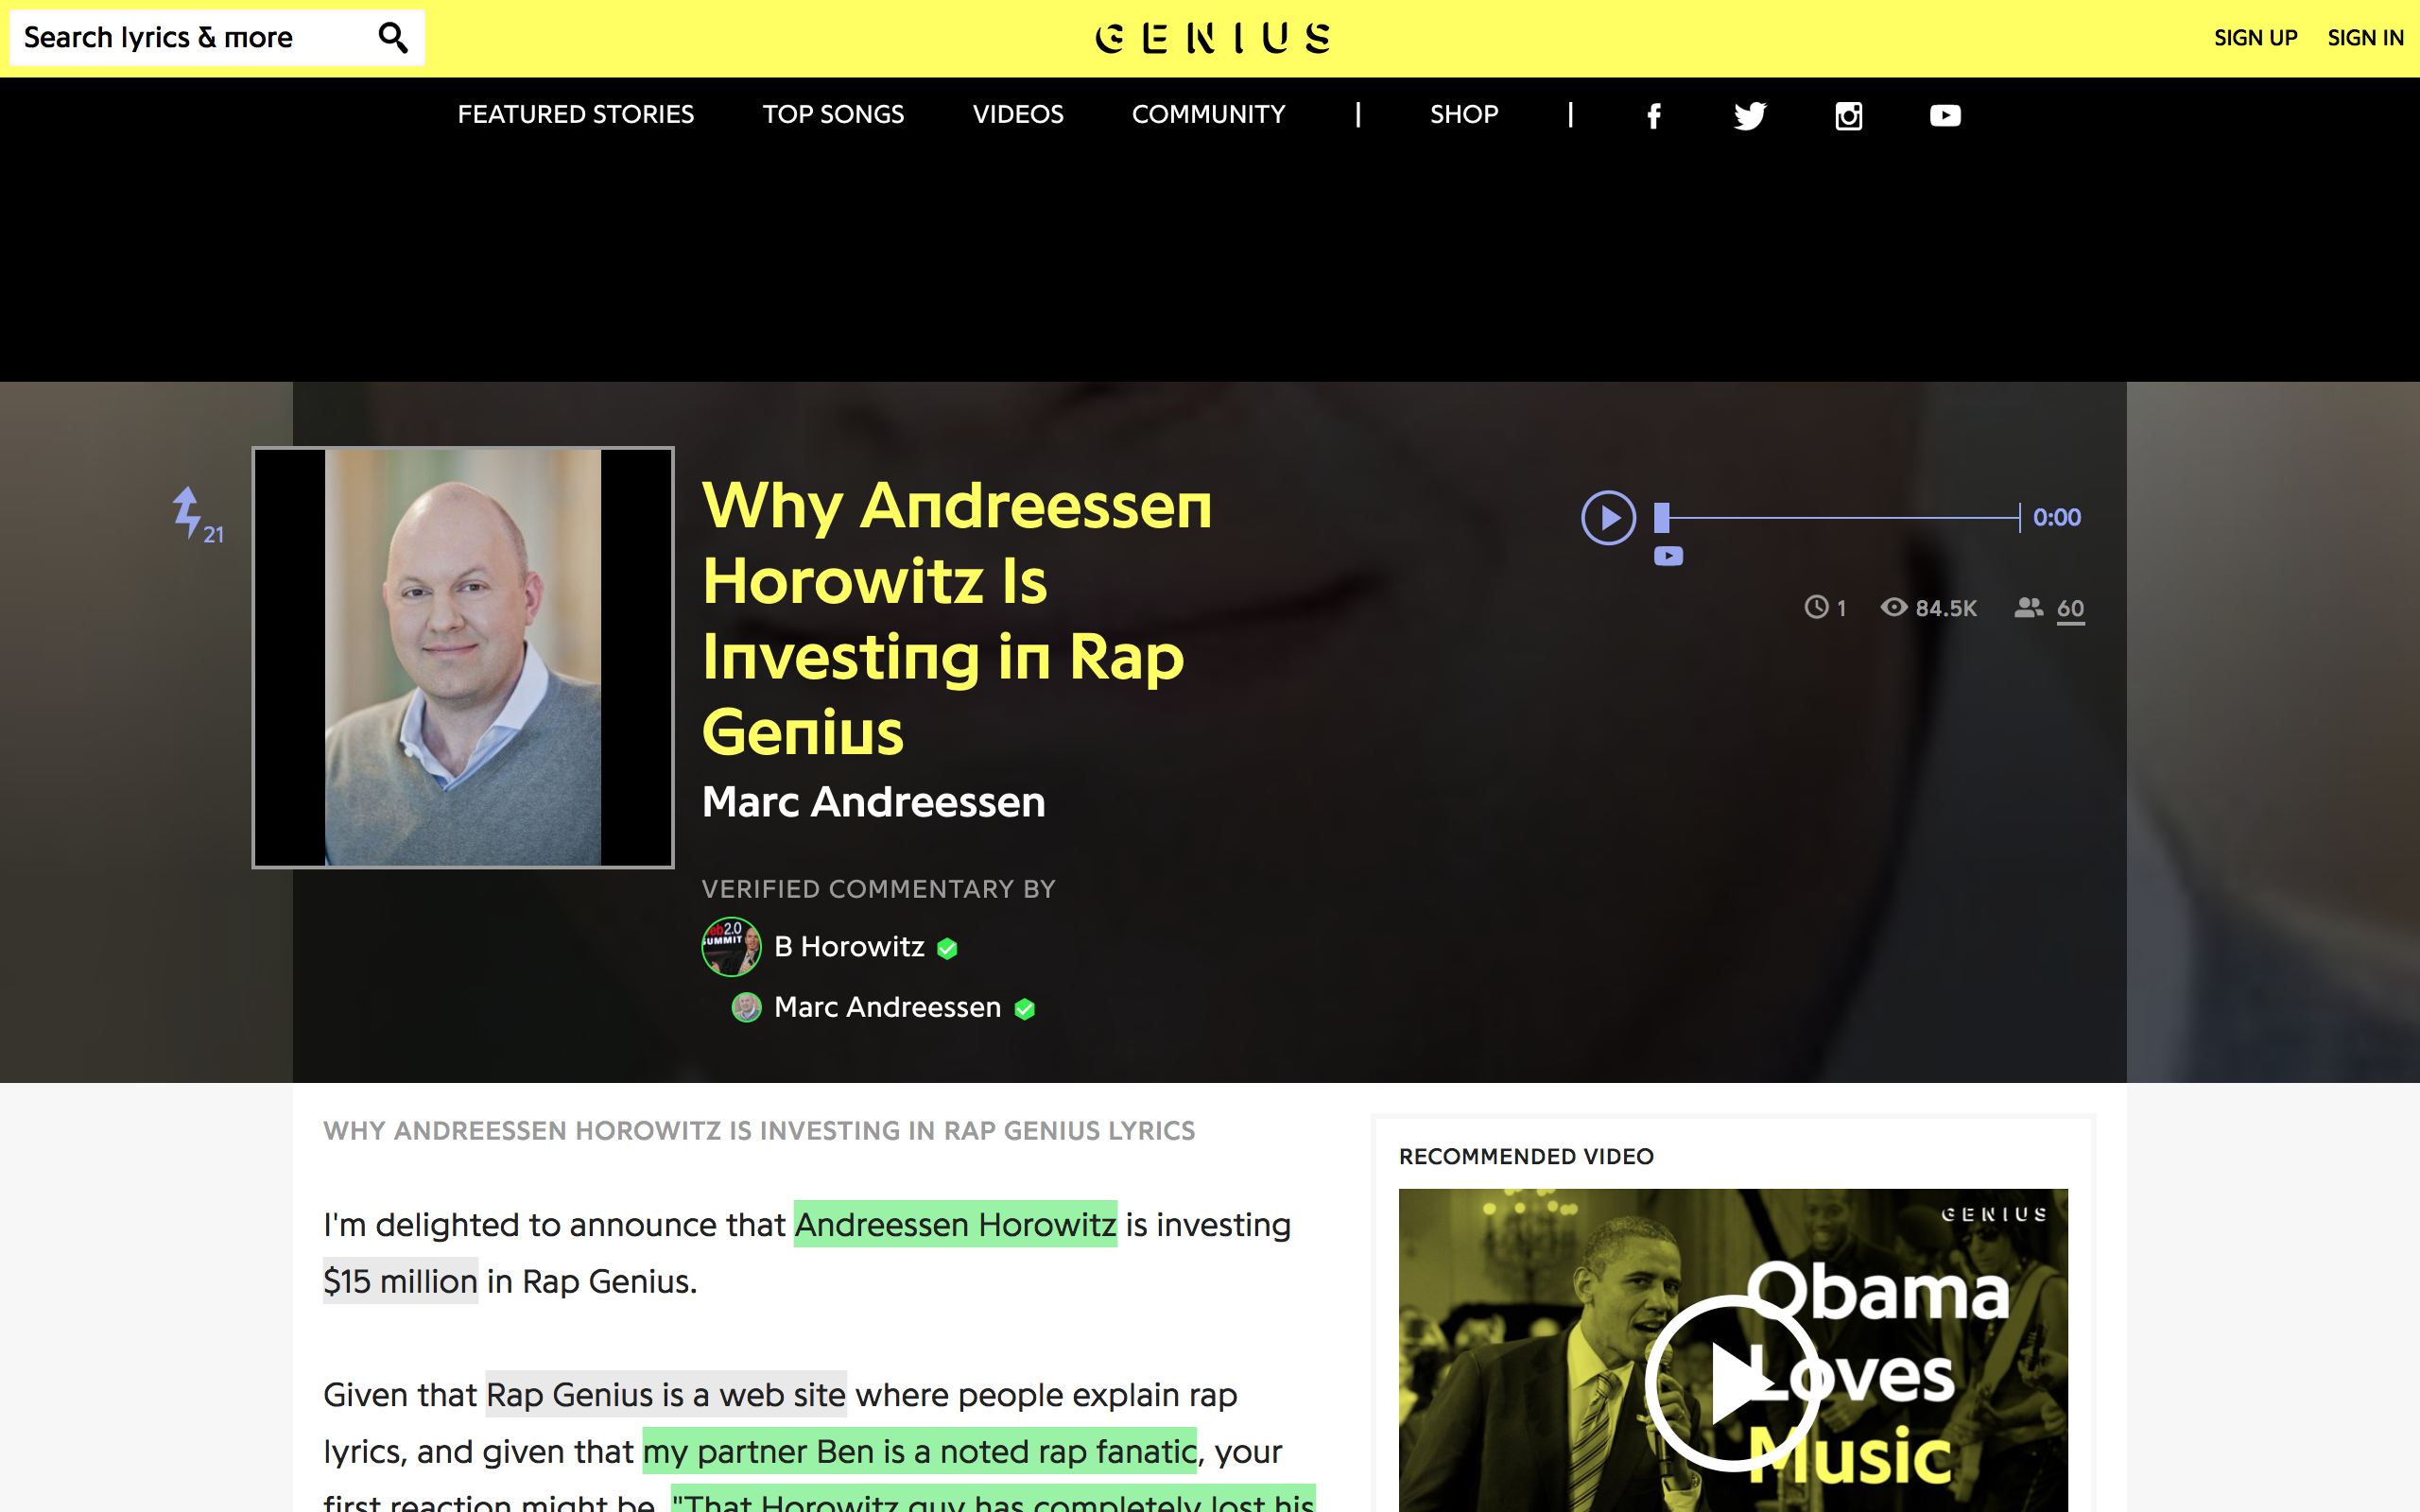 Search lyrics & more
GENIUS
SIGN UP SIGN IN
FEATURED STORIES TOP SONGS VIDEOS COMMUNITY | SHOP |
21
Why Andreessen
Horowitz Is
Investing in Rap
Genius
Marc Andreessen
0:00
1 84.5K 60
VERIFIED COMMENTARY BY
B Horowitz
Marc Andreessen
WHY ANDREESSEN HOROWITZ IS INVESTING IN RAP GENIUS LYRICS
I'm delighted to announce that Andreessen Horowitz is investing
$15 million in Rap Genius.
Given that Rap Genius is a web site where people explain rap
lyrics, and given that my partner Ben is a noted rap fanatic, your
first reaction might be, "That Horowitz guy has completely lost his
RECOMMENDED VIDEO
GENIUS
Obama
Loves
Music